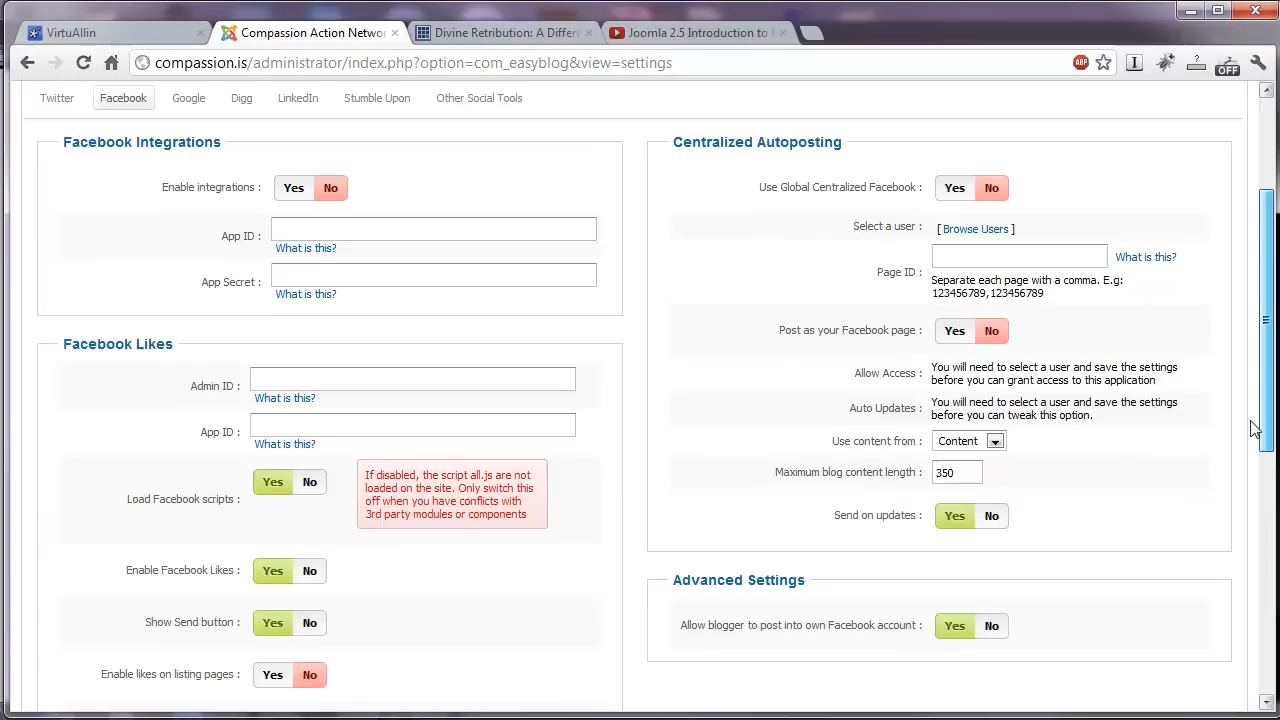 VirtuAllin
Compassion Action Networ
Divine Retribution: A Differe
Joomla 2.5 Introduction to
compassion.is/administrator/index.php?option=com_easyblog&view=settings
ABP
OFF
Twitter Facebook Google Digg LinkedIn Stumble Upon Other Social Tools
Facebook Integrations
Enable integrations : Yes No
App ID :
What is this?
App Secret :
What is this?
Facebook Likes
Admin ID :
What is this?
App ID :
What is this?
Load Facebook scripts : Yes No
If disabled, the script all.js are not
loaded on the site. Only switch this
off when you have conflicts with
3rd party modules or components
Enable Facebook Likes : Yes No
Show Send button : Yes No
Enable likes on listing pages : Yes No
Centralized Autoposting
Use Global Centralized Facebook : Yes No
Select a user : [ Browse Users ]
Page ID :
What is this?
Separate each page with a comma. E.g:
123456789,123456789
Post as your Facebook page : Yes No
Allow Access :
You will need to select a user and save the settings
before you can grant access to this application
Auto Updates :
You will need to select a user and save the settings
before you can tweak this option.
Use content from : Content
Maximum blog content length : 350
Send on updates : Yes No
Advanced Settings
Allow blogger to post into own Facebook account : Yes No